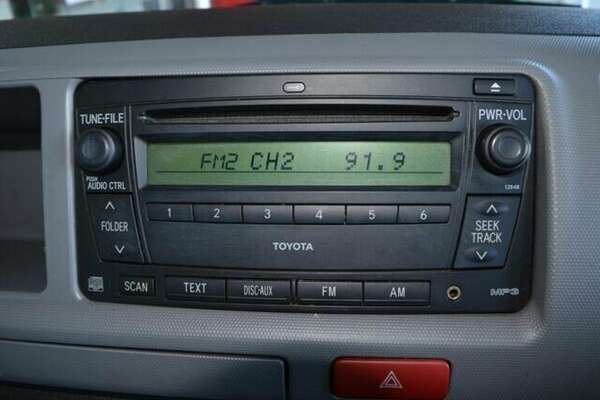 TUNE•FILE
PWR•VOL
FM2 CH2 91.9
PUSH
AUDIO CTRL
12848
1 2 3 4 5 6
FOLDER
SEEK
TRACK
TOYOTA
SCAN
TEXT
DISC•AUX
FM
AM
MP3